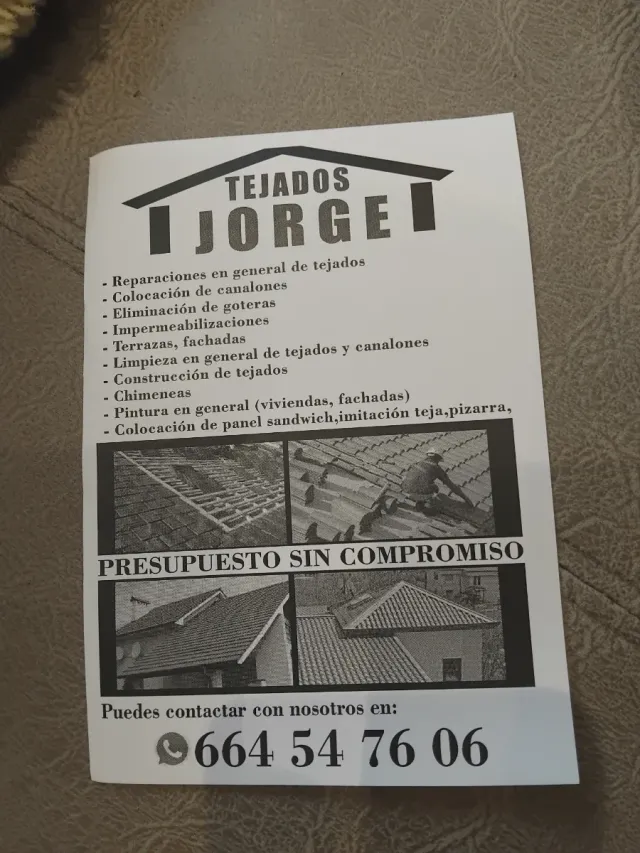 TEJADOS
JORGE
- Reparaciones en general de tejados
- Colocación de canalones
- Eliminación de goteras
- Impermeabilizaciones
- Terrazas, fachadas
- Limpieza en general de tejados y canalones
- Construcción de tejados
- Chimeneas
- Pintura en general (viviendas, fachadas)
- Colocación de panel sandwich,imitación teja,pizarra,
PRESUPUESTO SIN COMPROMISO
Puedes contactar con nosotros en:
664 54 76 06